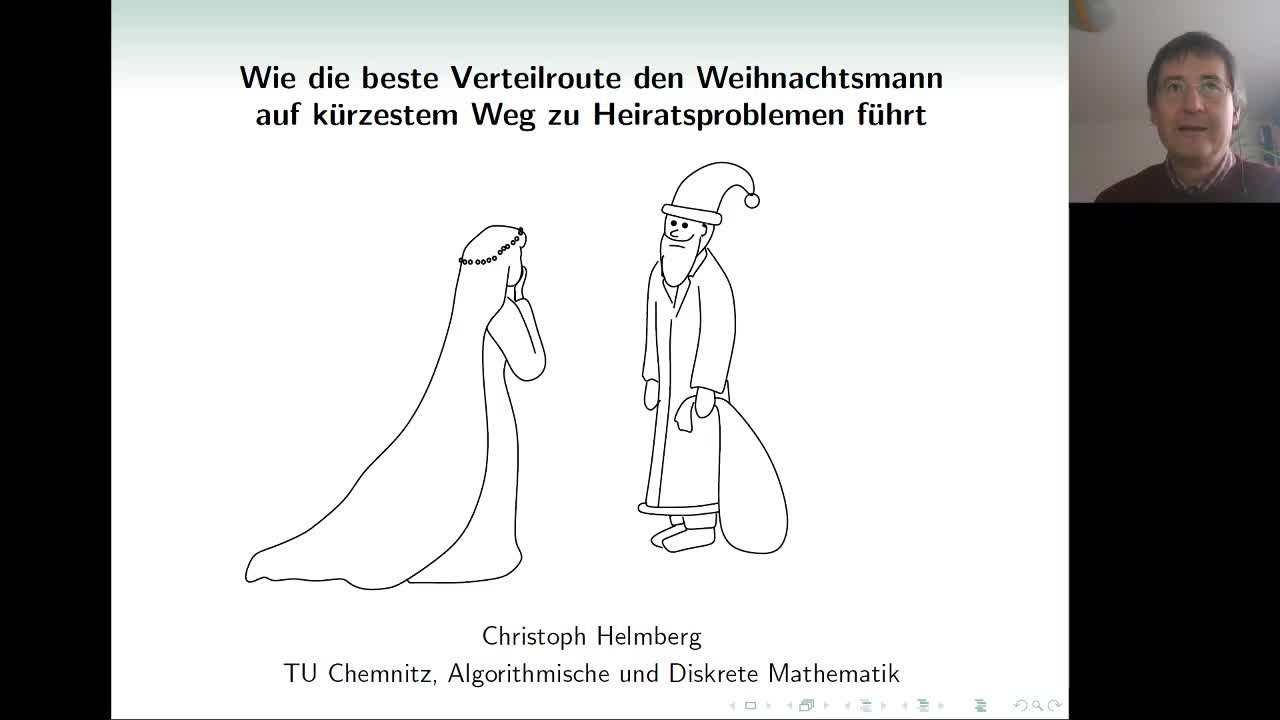 Wie die beste Verteilroute den Weihnachtsmann
auf kürzestem Weg zu Heiratsproblemen führt
Christoph Helmberg
TU Chemnitz, Algorithmische und Diskrete Mathematik